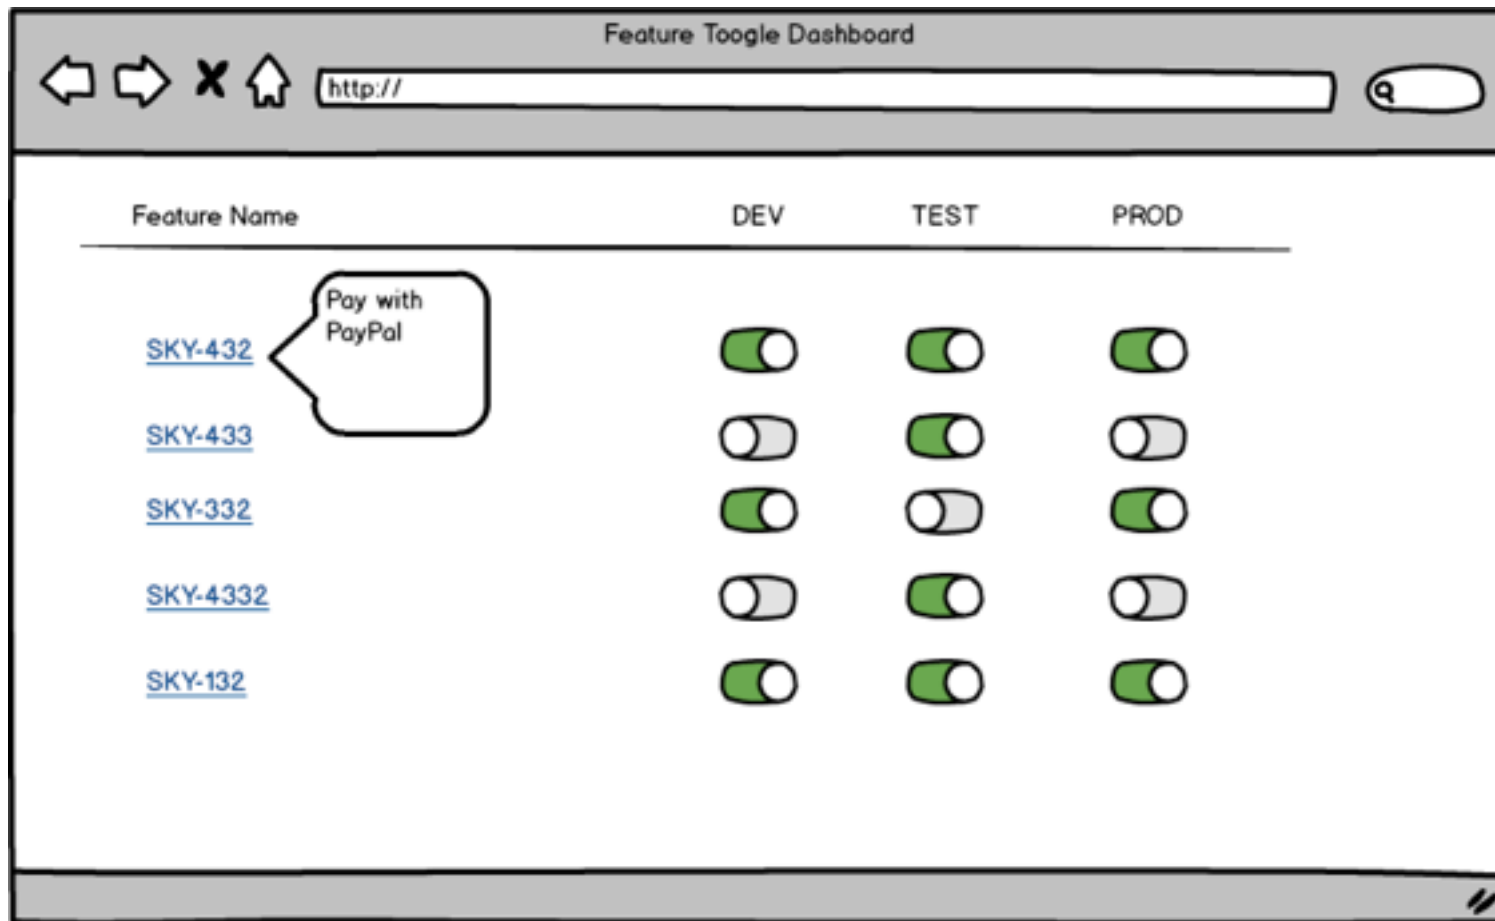 Feature Toogle Dashboard
http://
Feature Name DEV TEST PROD
Pay with
PayPal
SKY-432
SKY-433
SKY-332
SKY-4332
SKY-132